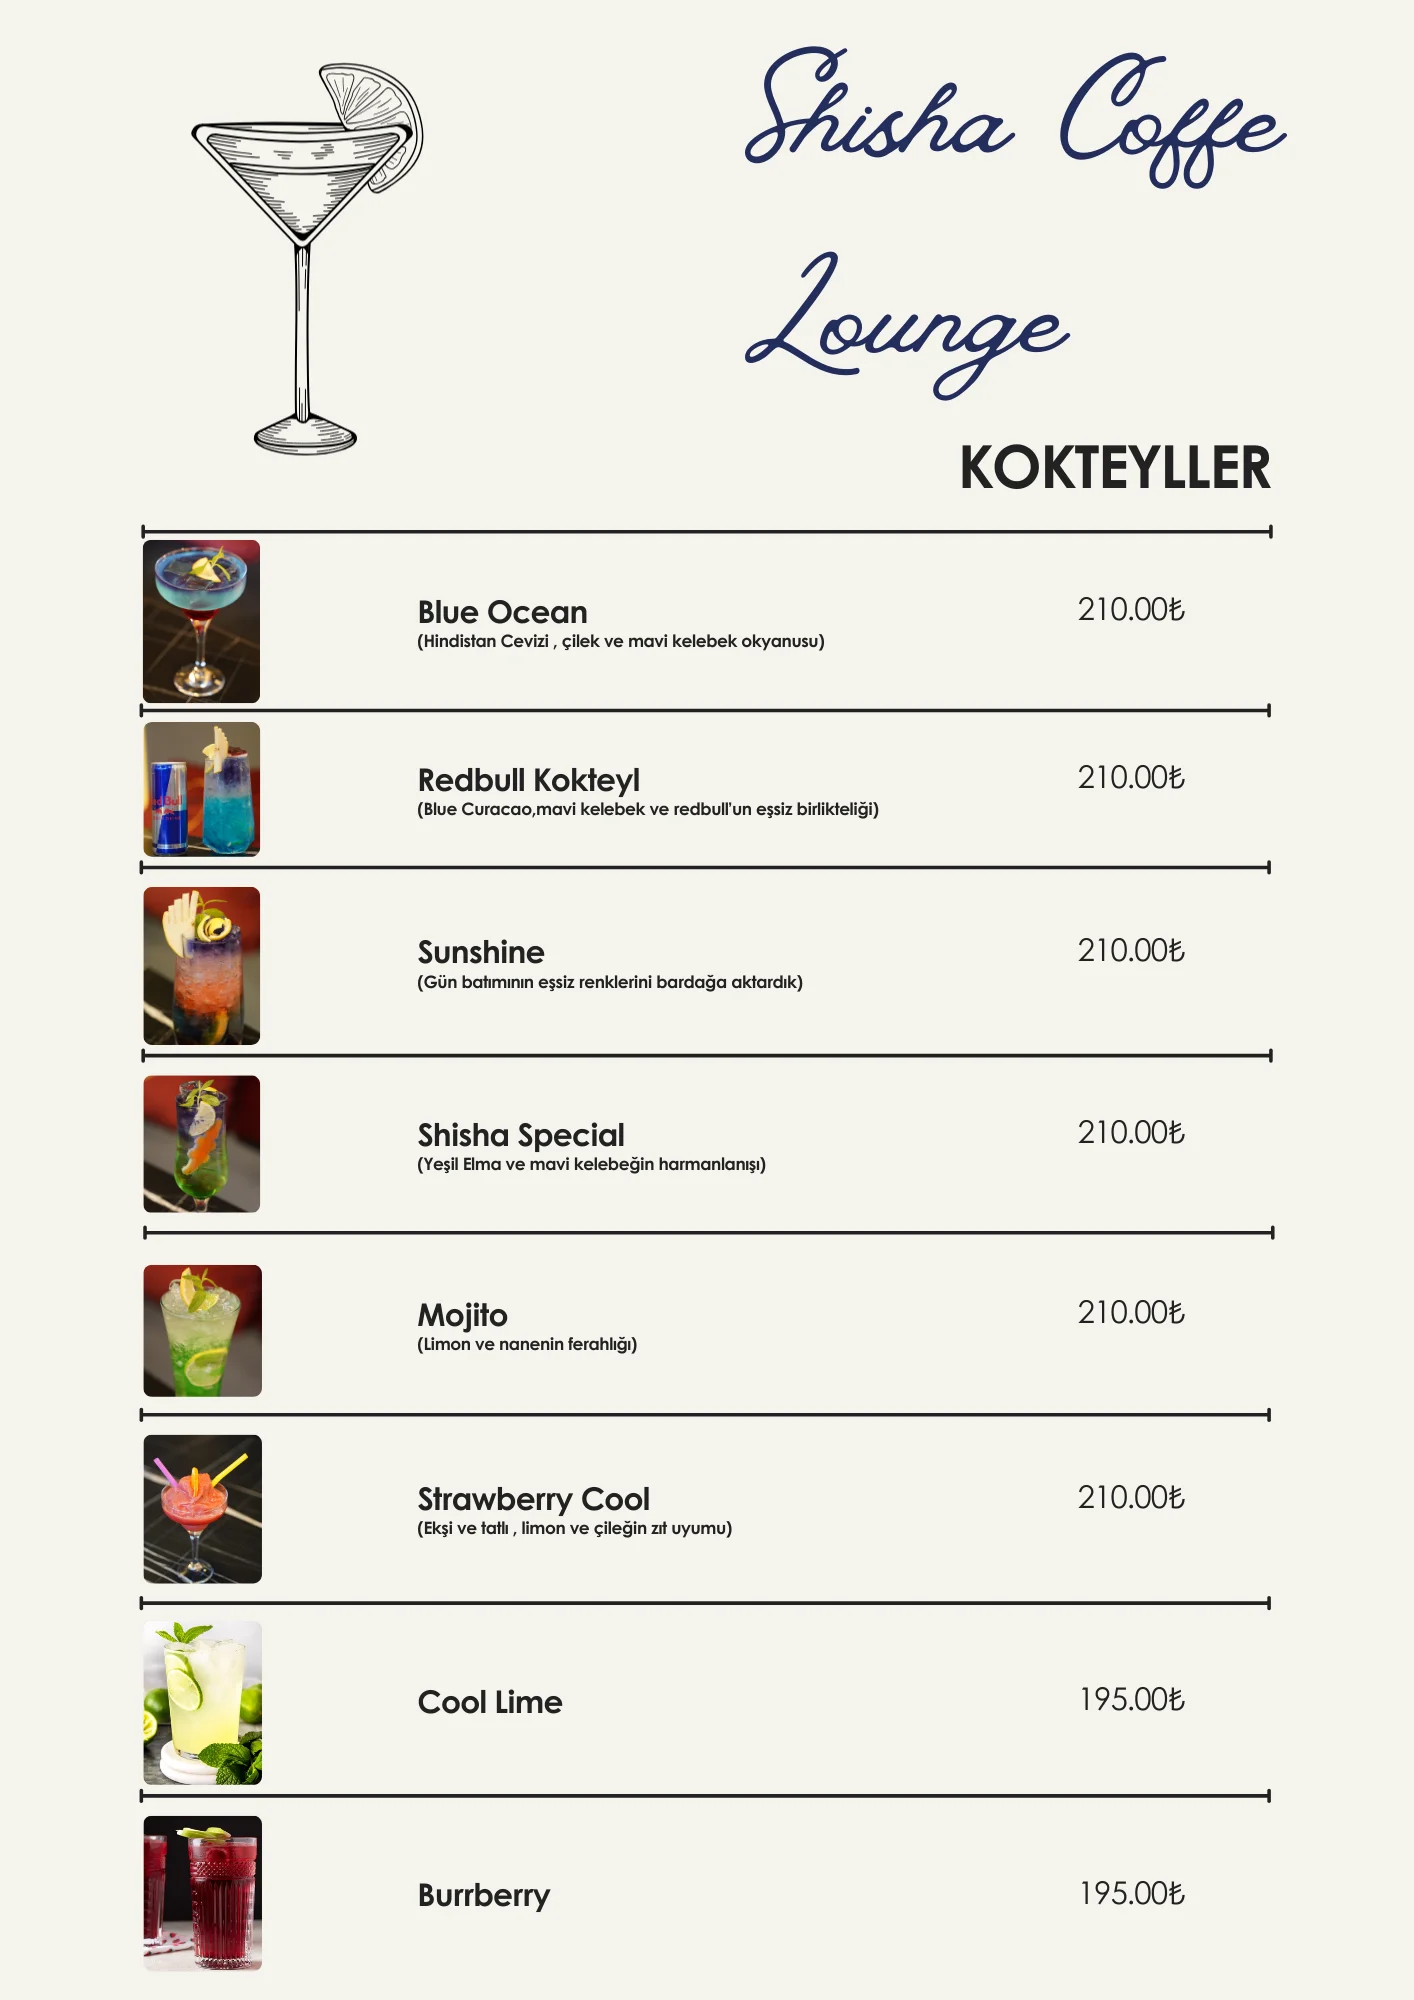 Shisha Coffe
Lounge
KOKTEYLLER
Blue Ocean
210.00₺
(Hindistan Cevizi , çilek ve mavi kelebek okyanusu)
Redbull Kokteyl
210.00₺
(Blue Curacao,mavi kelebek ve redbull'un eşsiz birlikteliği)
Sunshine
210.00₺
(Gün batımının eşsiz renklerini bardağa aktardık)
Shisha Special
210.00₺
(Yeşil Elma ve mavi kelebeğin harmanlanışı)
Mojito
210.00₺
(Limon ve nanenin ferahlığı)
Strawberry Cool
210.00₺
(Ekşi ve tatlı , limon ve çileğin zıt uyumu)
Cool Lime
195.00₺
Burrberry
195.00₺